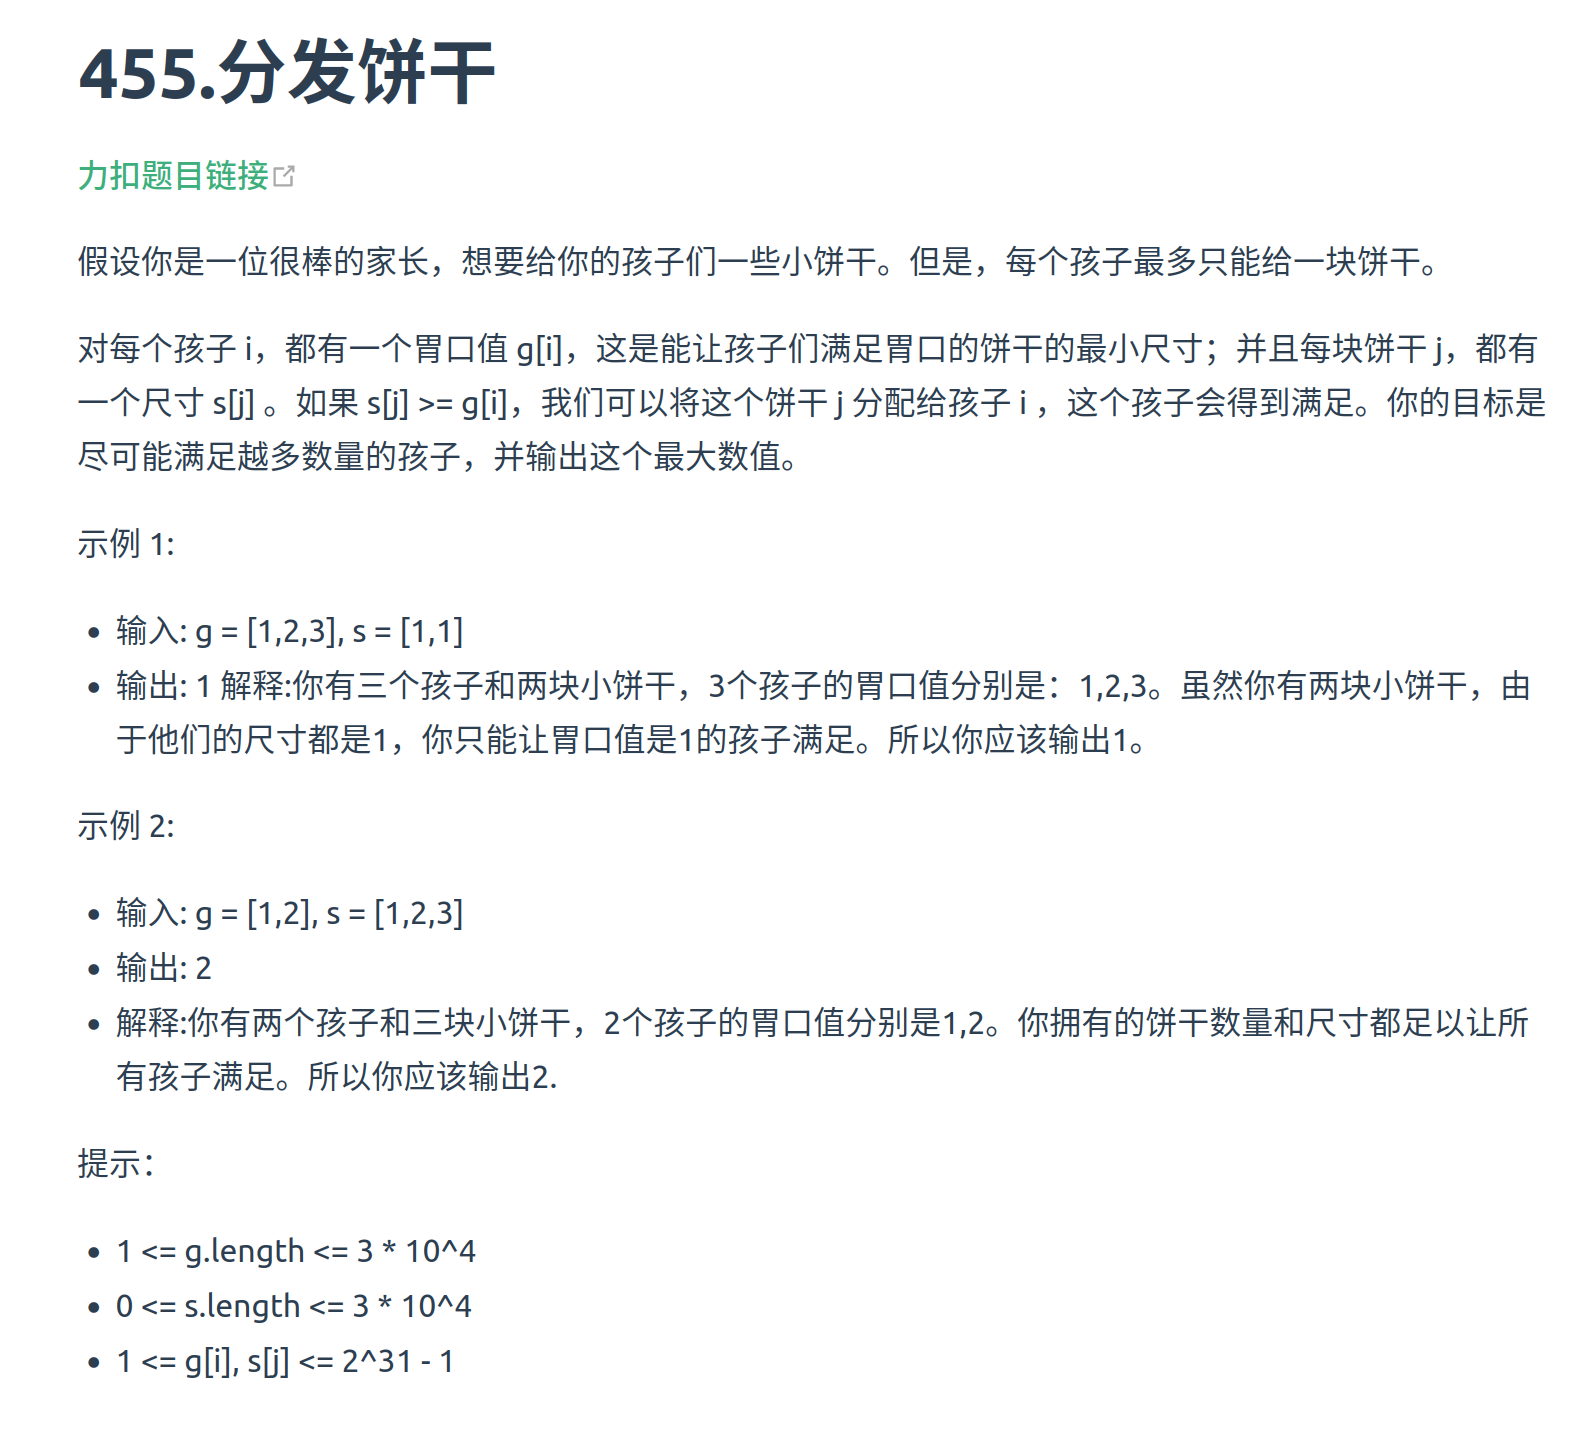 455.分发饼干
力扣题目链接
假设你是一位很棒的家长，想要给你的孩子们一些小饼干。但是，每个孩子最多只能给一块饼干。
对每个孩子 i，都有一个胃口值 g[i]，这是能让孩子们满足胃口的饼干的最小尺寸；并且每块饼干 j，都有
一个尺寸 s[j] 。如果 s[j] >= g[i]，我们可以将这个饼干 j 分配给孩子 i ，这个孩子会得到满足。你的目标是
尽可能满足越多数量的孩子，并输出这个最大数值。
示例 1:
• 输入: g = [1,2,3], s = [1,1]
• 输出: 1 解释:你有三个孩子和两块小饼干，3个孩子的胃口值分别是：1,2,3。虽然你有两块小饼干，由
于他们的尺寸都是1，你只能让胃口值是1的孩子满足。所以你应该输出1。
示例 2:
• 输入: g = [1,2], s = [1,2,3]
• 输出: 2
• 解释:你有两个孩子和三块小饼干，2个孩子的胃口值分别是1,2。你拥有的饼干数量和尺寸都足以让所
有孩子满足。所以你应该输出2.
提示：
• 1 <= g.length <= 3 * 10^4
• 0 <= s.length <= 3 * 10^4
• 1 <= g[i], s[j] <= 2^31 - 1